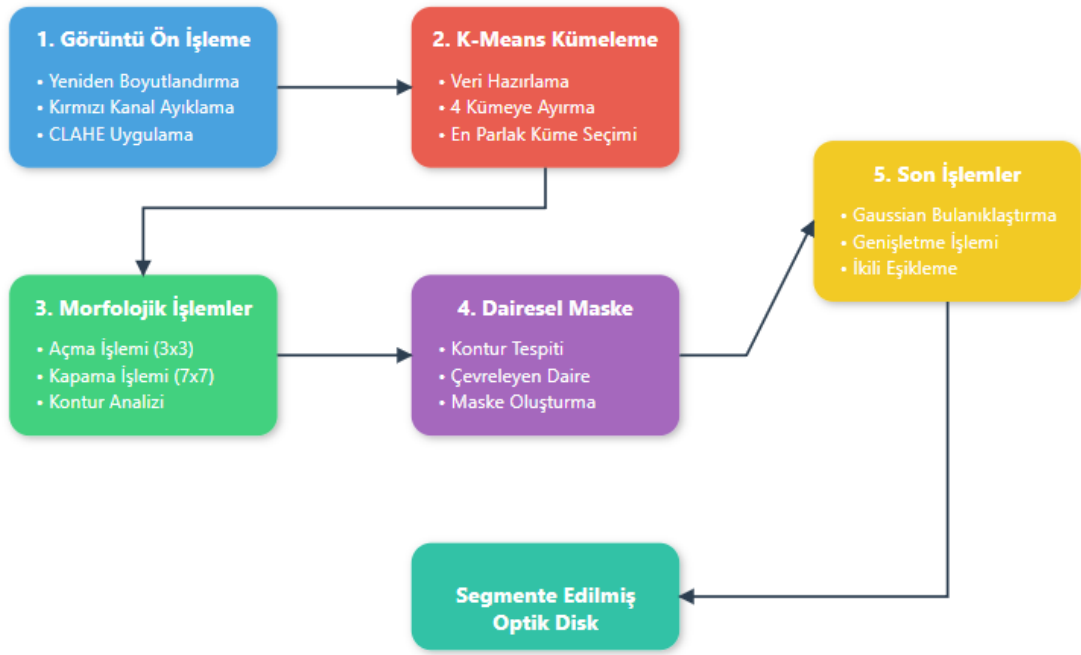 1. Görüntü Ön İşleme
• Yeniden Boyutlandırma
• Kırmızı Kanal Ayıklama
• CLAHE Uygulama
2. K-Means Kümeleme
• Veri Hazırlama
• 4 Kümeye Ayırma
• En Parlak Küme Seçimi
3. Morfolojik İşlemler
• Açma İşlemi (3x3)
• Kapama İşlemi (7x7)
• Kontur Analizi
4. Dairesel Maske
• Kontur Tespiti
• Çevreleyen Daire
• Maske Oluşturma
5. Son İşlemler
• Gaussian Bulanıklaştırma
• Genişletme İşlemi
• İkili Eşikleme
Segmente Edilmiş
Optik Disk